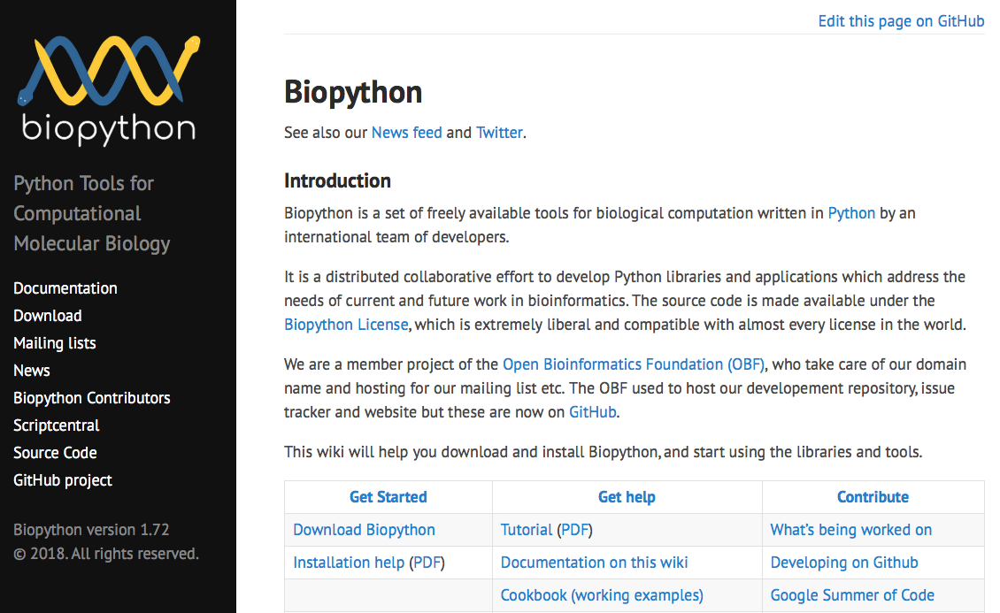 biopython
Python Tools for
Computational
Molecular Biology
Documentation
Download
Mailing lists
News
Biopython Contributors
Scriptcentral
Source Code
GitHub project
Biopython version 1.72
© 2018. All rights reserved.
Edit this page on GitHub
Biopython
See also our News feed and Twitter.
Introduction
Biopython is a set of freely available tools for biological computation written in Python by an
international team of developers.
It is a distributed collaborative effort to develop Python libraries and applications which address the
needs of current and future work in bioinformatics. The source code is made available under the
Biopython License, which is extremely liberal and compatible with almost every license in the world.
We are a member project of the Open Bioinformatics Foundation (OBF), who take care of our domain
name and hosting for our mailing list etc. The OBF used to host our developement repository, issue
tracker and website but these are now on GitHub.
This wiki will help you download and install Biopython, and start using the libraries and tools.
Get Started Get help Contribute
Download Biopython Tutorial (PDF) What's being worked on
Installation help (PDF) Documentation on this wiki Developing on Github
Cookbook (working examples) Google Summer of Code